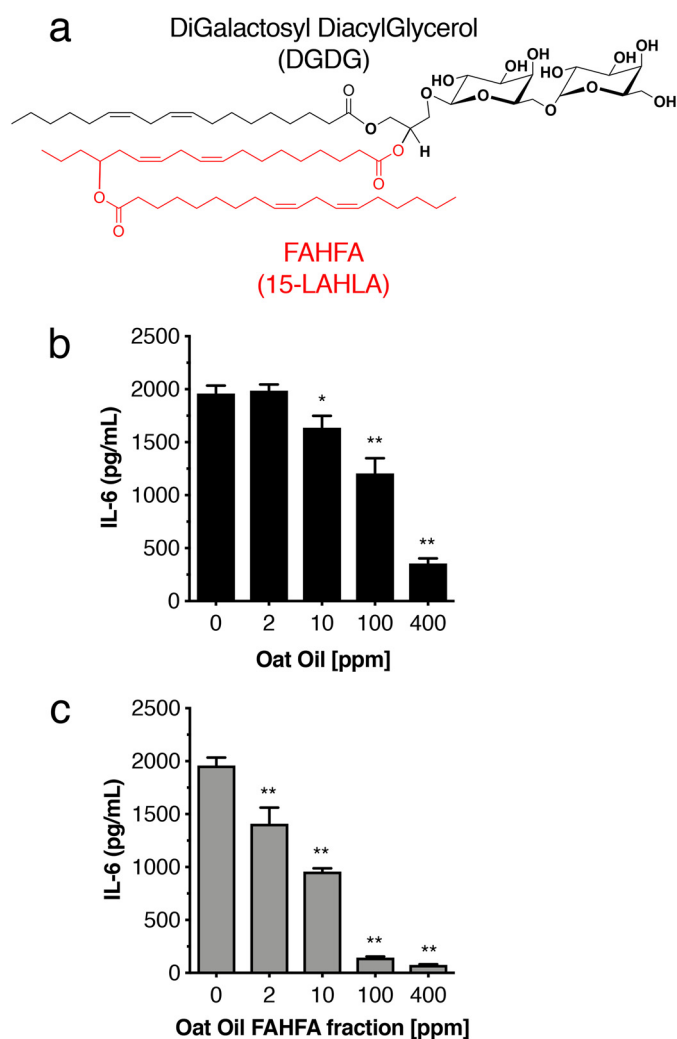 a
DiGalactosyl DiacylGlycerol
(DGDG)
OH
OH
OH
OH
HO
HO
HO
O
O
O
O
O
O
OH
O
O
H
O
O
O
FAHFA
(15-LAHLA)
b
2500
2000
1500
1000
500
0
IL-6 (pg/mL)
*
**
**
0 2 10 100 400
Oat Oil [ppm]
c
2500
2000
1500
1000
500
0
IL-6 (pg/mL)
**
**
**
**
0 2 10 100 400
Oat Oil FAHFA fraction [ppm]